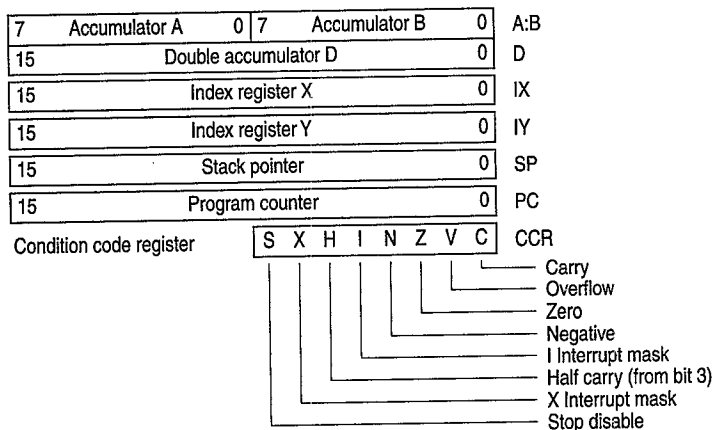 7 Accumulator A 0 7 Accumulator B 0 A:B
15 Double accumulator D 0 D
15 Index register X 0 IX
15 Index register Y 0 IY
15 Stack pointer 0 SP
15 Program counter 0 PC
Condition code register S X H I N Z V C CCR
Carry
Overflow
Zero
Negative
I Interrupt mask
Half carry (from bit 3)
X Interrupt mask
Stop disable